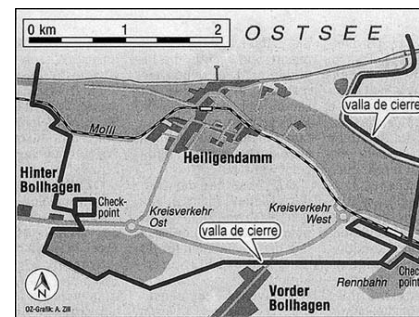 0 km 1 2
OSTSEE
valla de cierre
Molli
Heiligendamm
Hinter
Bollhagen
Check-
point
Kreisverkehr
Ost
Kreisverkehr
West
valla de cierre
Check-
point
Rennbahn
Vorder
Bollhagen
N
OZ-Grafik: A. Zill